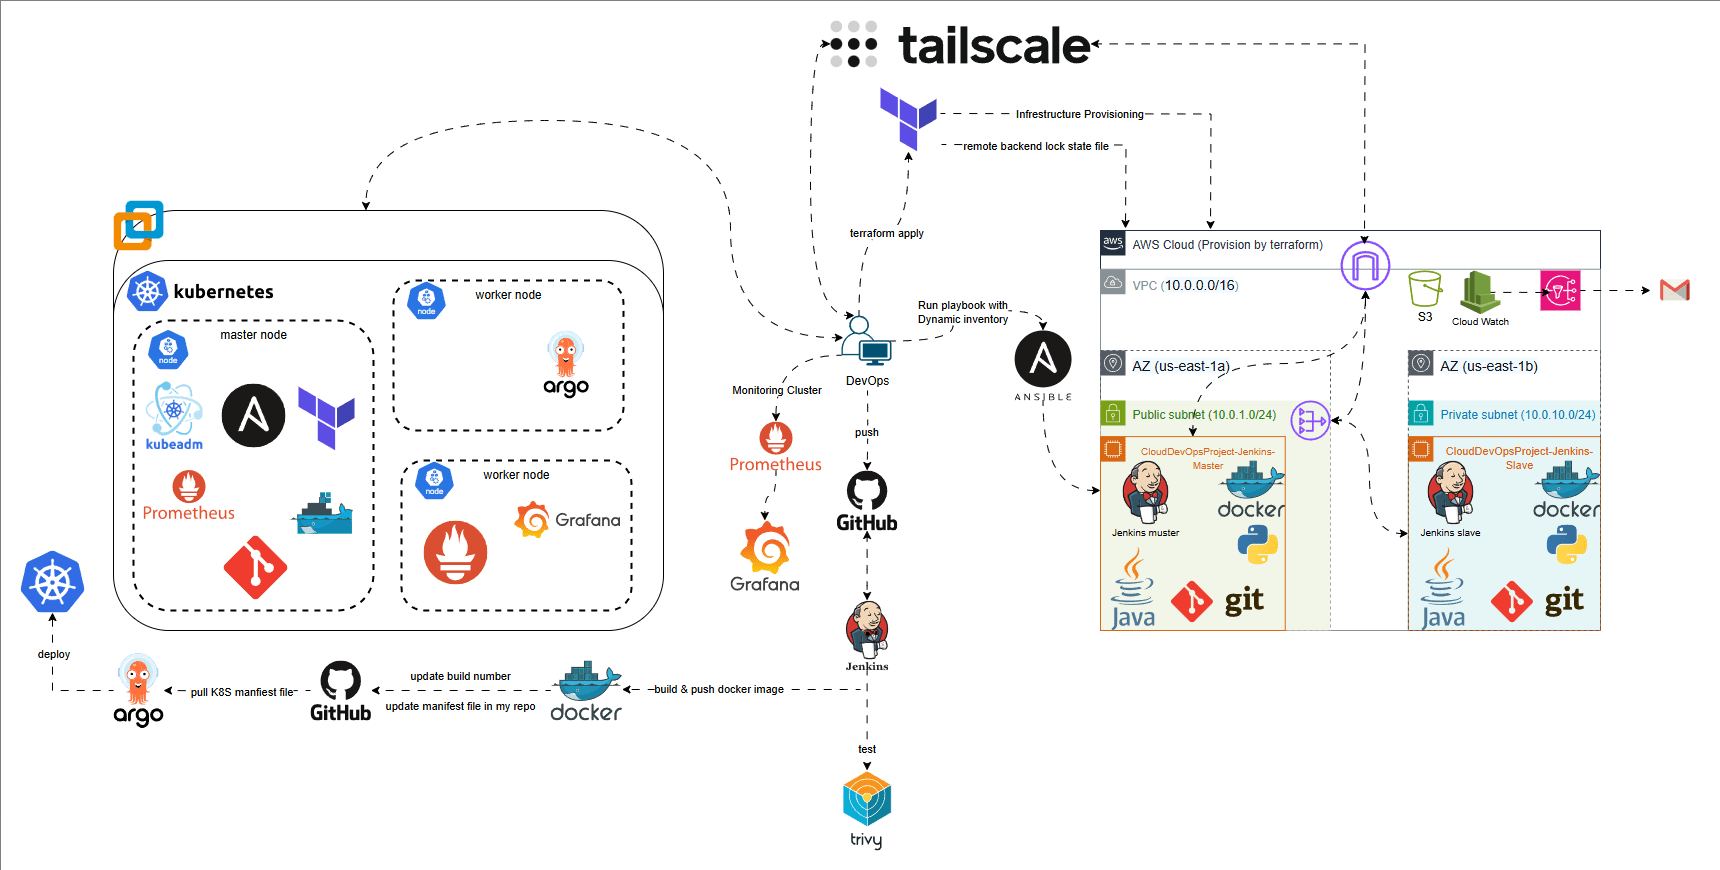 tailscale
Infrestructure Provisioning
remote backend lock state file
terraform apply
kubernetes
master node
node
kubeadm
Prometheus
node
worker node
argo
node
worker node
Grafana
DevOps
Run playbook with
Dynamic inventory
ANSIBLE
Monitoring Cluster
Prometheus
Grafana
push
GitHub
Jenkins
build & push docker image
docker
update build number
update manifest file in my repo
GitHub
pull K8S manfiest file
argo
deploy
test
trivy
aws
AWS Cloud (Provision by terraform)
VPC (10.0.0.0/16)
S3
Cloud Watch
AZ (us-east-1a)
Public subnet (10.0.1.0/24)
CloudDevOpsProject-Jenkins-
Master
Jenkins muster
docker
Java
git
AZ (us-east-1b)
Private subnet (10.0.10.0/24)
CloudDevOpsProject-Jenkins-
Slave
Jenkins slave
docker
Java
git